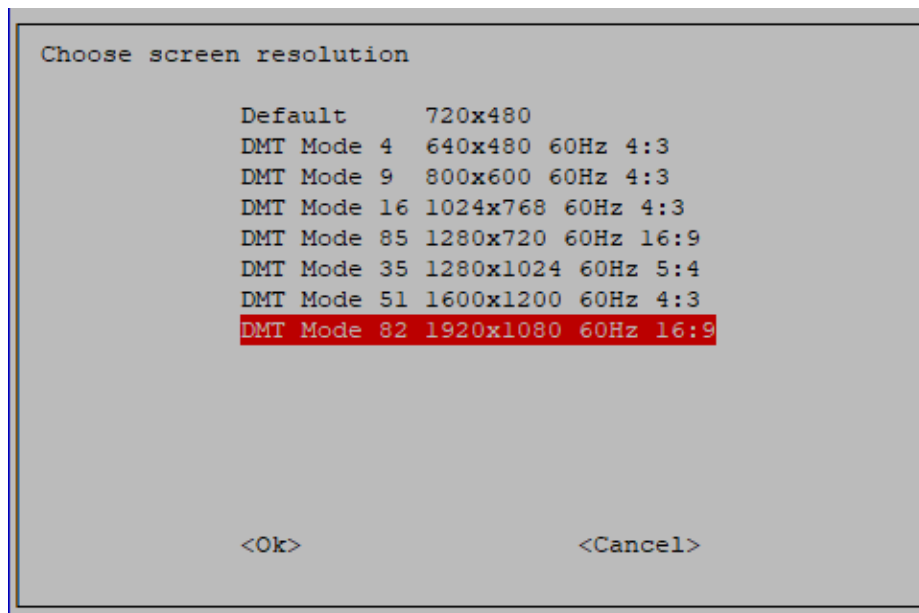 Choose screen resolution
Default 720x480
DMT Mode 4 640x480 60Hz 4:3
DMT Mode 9 800x600 60Hz 4:3
DMT Mode 16 1024x768 60Hz 4:3
DMT Mode 85 1280x720 60Hz 16:9
DMT Mode 35 1280x1024 60Hz 5:4
DMT Mode 51 1600x1200 60Hz 4:3
DMT Mode 82 1920x1080 60Hz 16:9
<Ok> <Cancel>